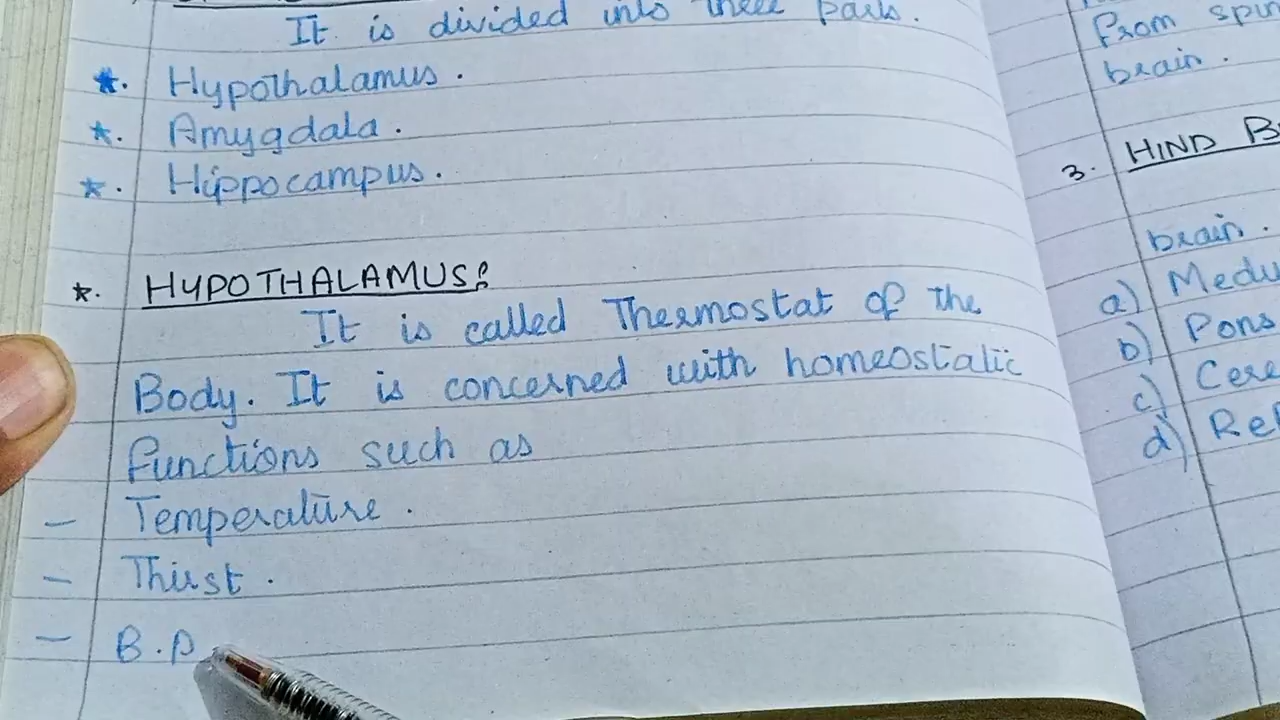 It is divided into three parts.
*. Hypothalamus.
*. Amygdala.
*. Hippocampus.
*. HYPOTHALAMUS:
It is called Thermostat of the
Body. It is concerned with homeostatic
functions such as
- Temperature.
- Thirst.
- B.P
From
brain.
3. HIND
brain.
a)
b) Pons
c)
d)